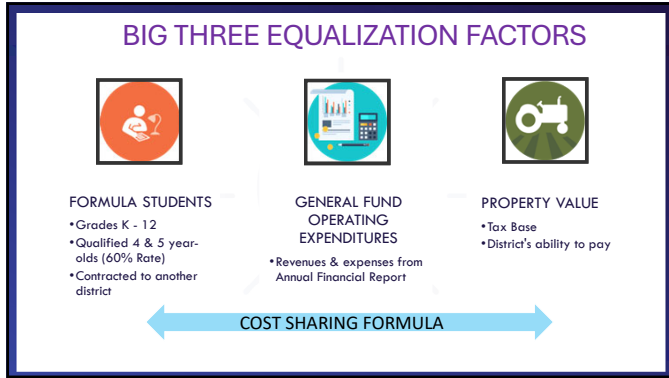 BIG THREE EQUALIZATION FACTORS
FORMULA STUDENTS
•Grades K - 12
•Qualified 4 & 5 year-
olds (60% Rate)
•Contracted to another
district
GENERAL FUND
OPERATING
EXPENDITURES
•Revenues & expenses from
Annual Financial Report
PROPERTY VALUE
•Tax Base
•District's ability to pay
COST SHARING FORMULA